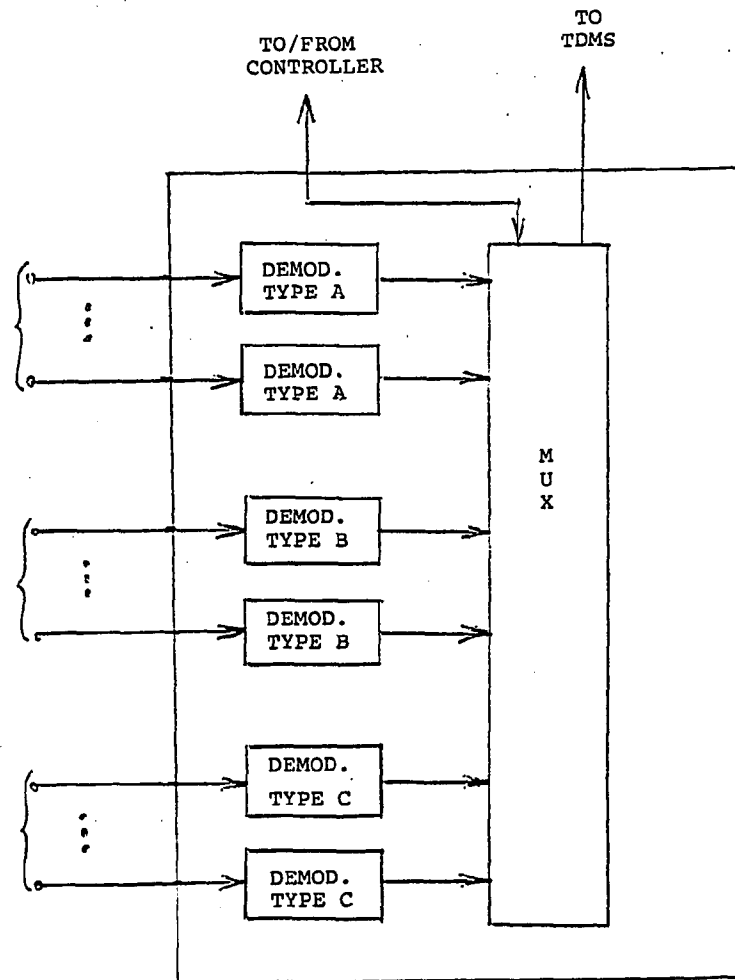 TO
TDMS
TO/FROM
CONTROLLER
DEMOD.
TYPE A
DEMOD.
TYPE A
M
U
X
DEMOD.
TYPE B
DEMOD.
TYPE B
DEMOD.
TYPE C
DEMOD.
TYPE C